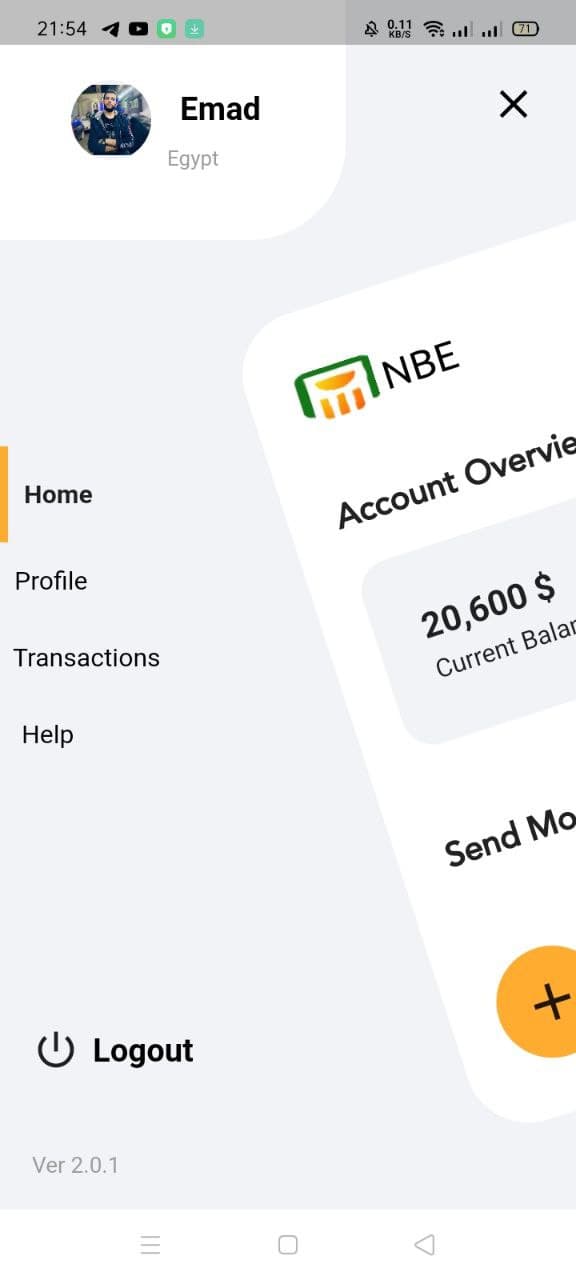 21:54
0.11
KB/S
71
Emad
Egypt
NBE
Account Overvie
20,600 $
Current Balar
Home
Profile
Transactions
Help
Send Mo
Logout
Ver 2.0.1